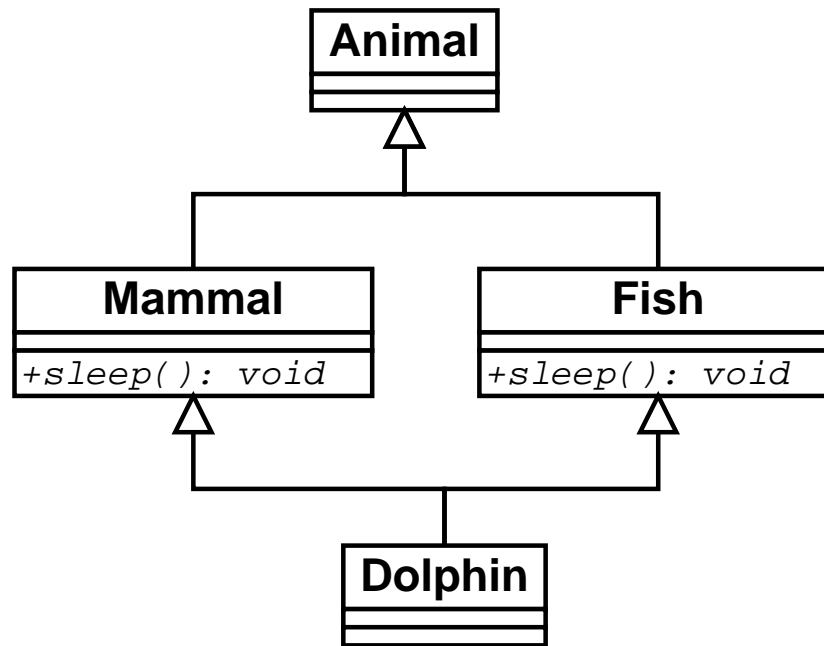 Animal
Mammal
Fish
+sleep(): void
+sleep(): void
Dolphin